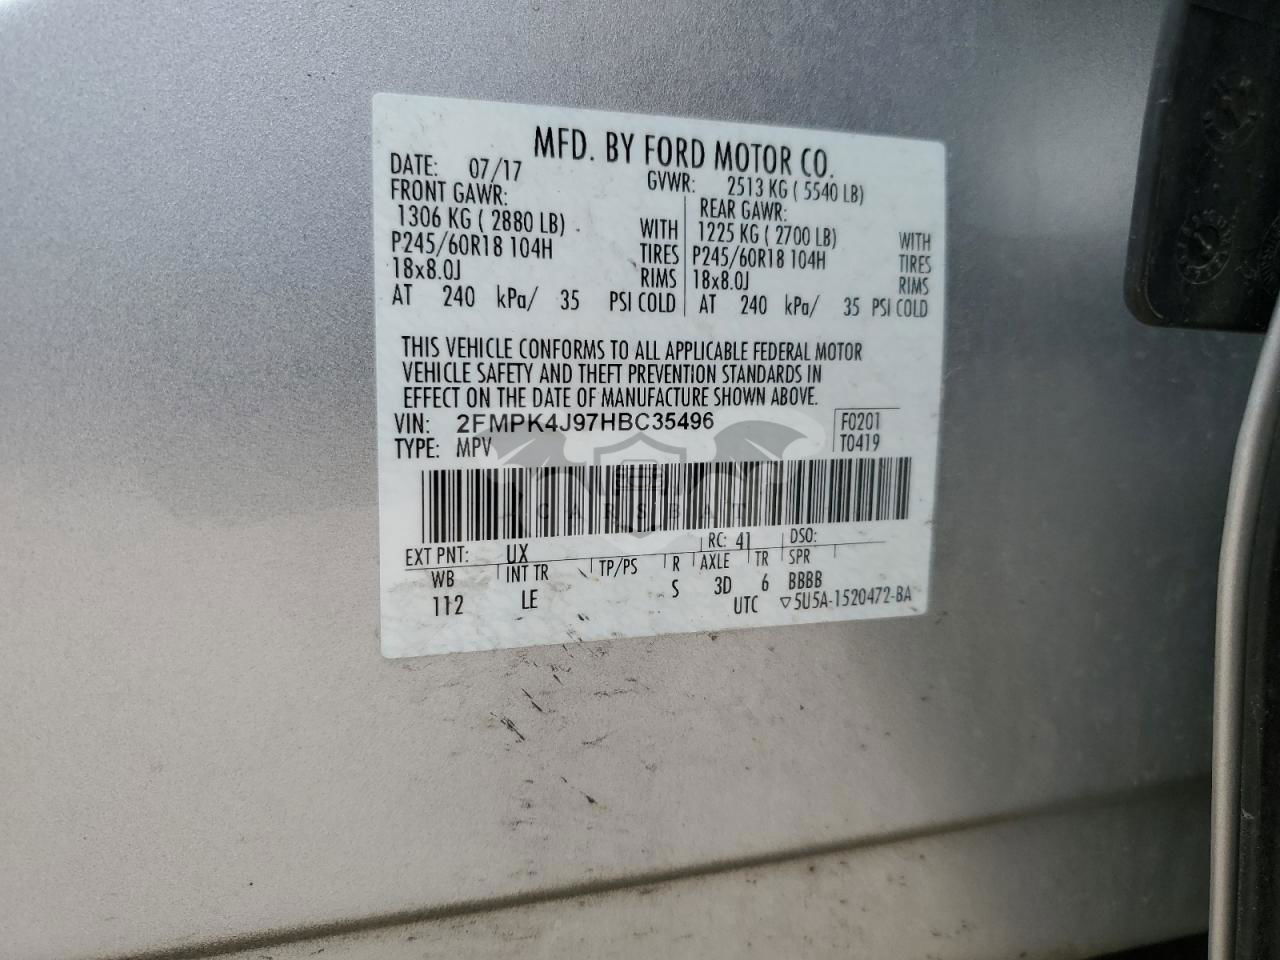 MFD. BY FORD MOTOR CO.
DATE: 07/17 GVWR: 2513 KG ( 5540 LB)
FRONT GAWR: REAR GAWR:
1306 KG ( 2880 LB) WITH 1225 KG ( 2700 LB) WITH
P245/60R18 104H TIRES P245/60R18 104H TIRES
18x8.0J RIMS 18x8.0J RIMS
AT 240 kPa/ 35 PSI COLD AT 240 kPa/ 35 PSI COLD
THIS VEHICLE CONFORMS TO ALL APPLICABLE FEDERAL MOTOR
VEHICLE SAFETY AND THEFT PREVENTION STANDARDS IN
EFFECT ON THE DATE OF MANUFACTURE SHOWN ABOVE.
VIN: 2FMPK4J97HBC35496 F0201
TYPE: MPV T0419
CARSBAT
EXT PNT: UX RC: 41 DSO:
WB INT TR TP/PS R AXLE TR SPR
112 LE S 3D 6 BBBB
UTC ▽5U5A-1520472-BA